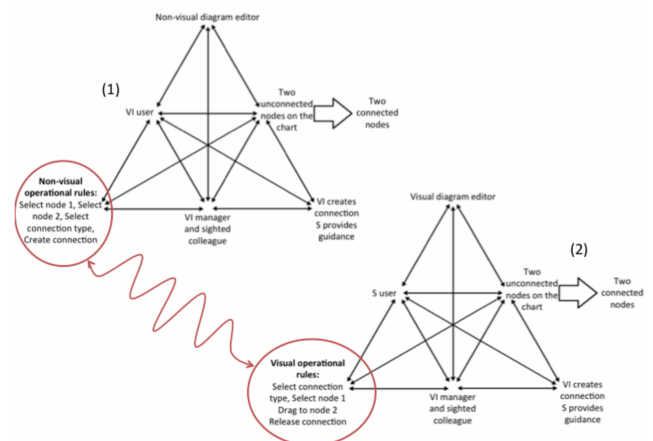 Non-visual diagram editor
(1)
VI user
Two
unconnected
nodes on the
chart
Two
connected
nodes
Non-visual
operational rules:
Select node 1, Select
node 2, Select
connection type,
Create connection
VI manager
and sighted
colleague
VI creates
connection
S provides
guidance
Visual diagram editor
(2)
S user
Two
unconnected
nodes on the
chart
Two
connected
nodes
Visual operational
rules:
Select connection
type, Select node 1
Drag to node 2
Release connection
VI manager
and sighted
colleague
VI creates
connection
S provides
guidance